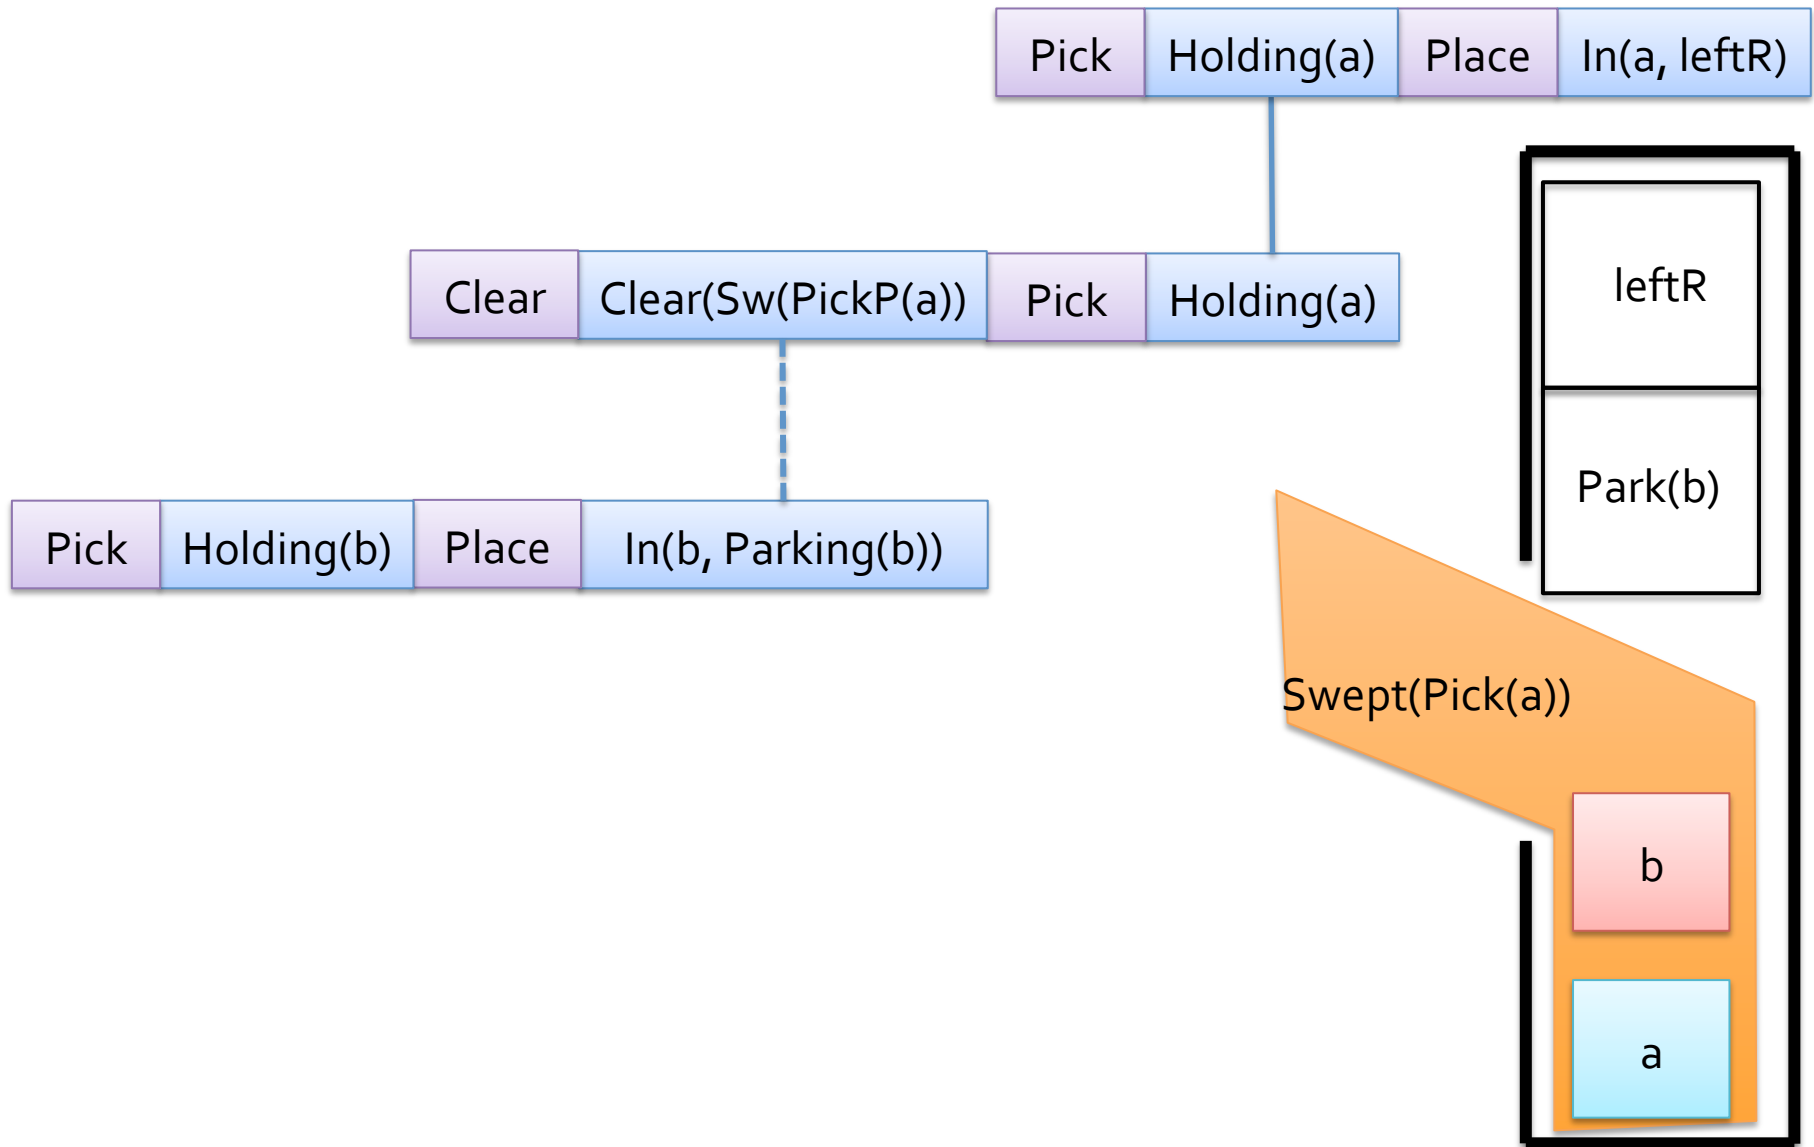 Pick Holding(a) Place In(a, leftR)
Clear Clear(Sw(PickP(a)) Pick Holding(a)
leftR
Park(b)
Pick Holding(b) Place In(b, Parking(b))
Swept(Pick(a))
b
a